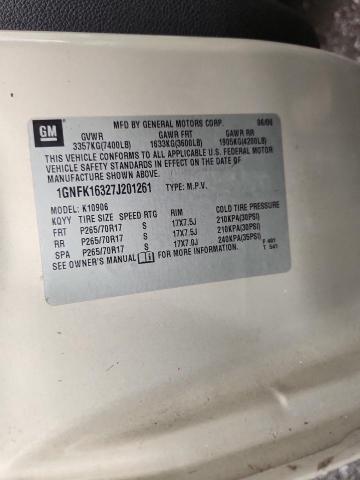 GM MFD BY GENERAL MOTORS CORP. 06/06
GVWR GAWR FRT GAWR RR
3357KG(7400LB) 1633KG(3600LB) 1905KG(4200LB)
THIS VEHICLE CONFORMS TO ALL APPLICABLE U.S. FEDERAL MOTOR
VEHICLE SAFETY STANDARDS IN EFFECT ON THE DATE OF
MANUFACTURE SHOWN ABOVE.
1GNFK16327J201261 TYPE: M.P.V.
MODEL: K10906
KQYY TIRE SIZE SPEED RTG RIM COLD TIRE PRESSURE
FRT P265/70R17 S 17X7.5J 210KPA(30PSI)
RR P265/70R17 S 17X7.5J 210KPA(30PSI)
SPA P265/70R17 S 17X7.0J 240KPA(35PSI)
SEE OWNER'S MANUAL FOR MORE INFORMATION.